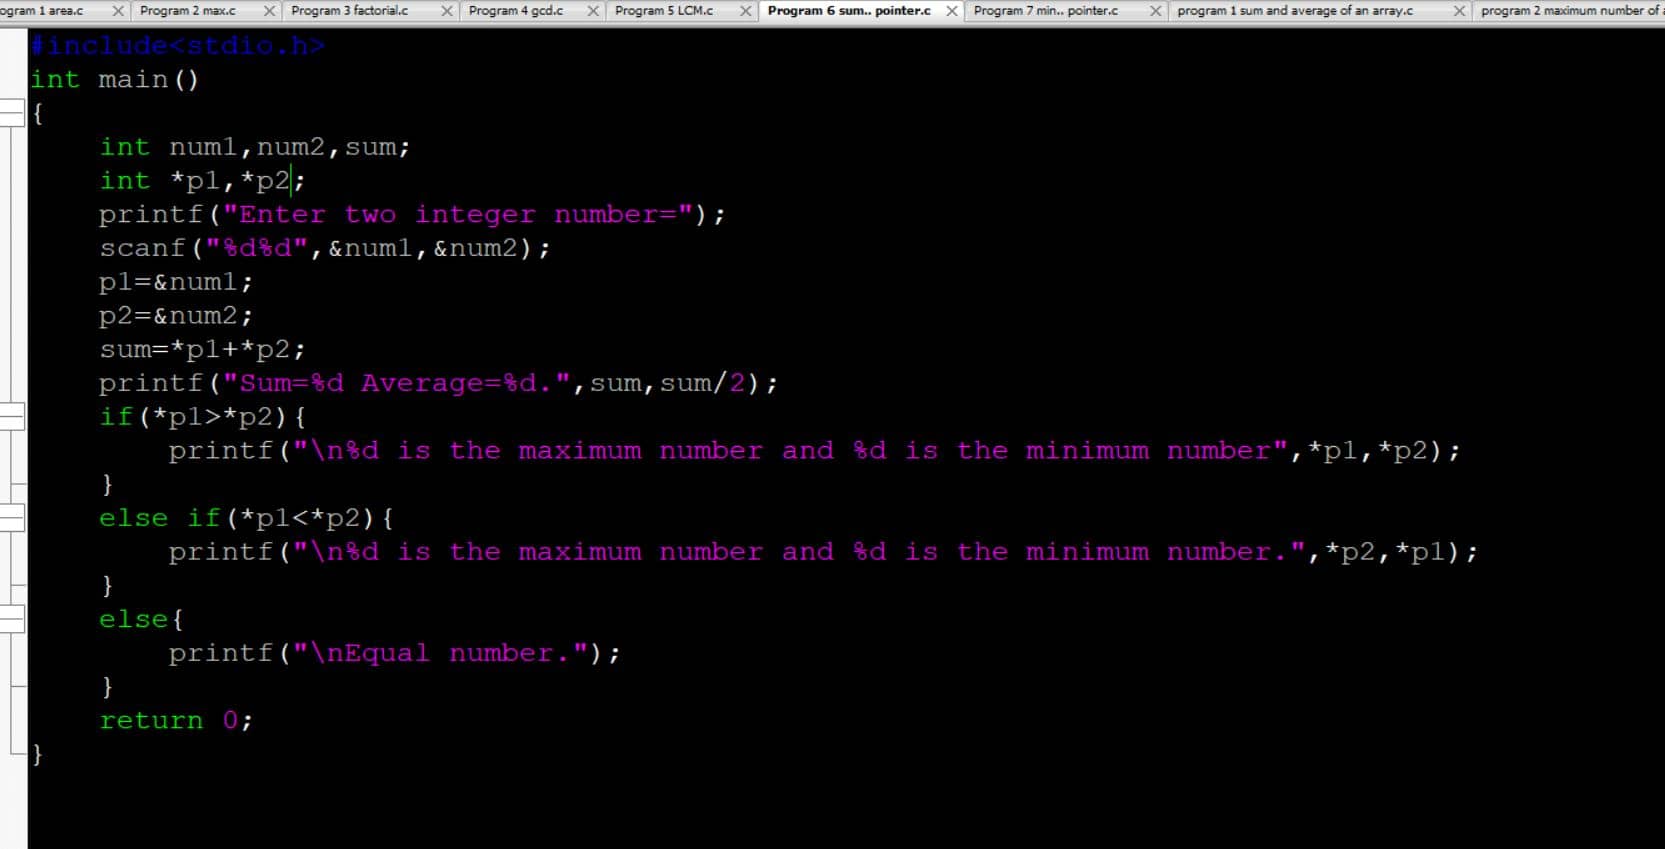 ogram 1 area.c Program 2 max.c Program 3 factorial.c Program 4 gcd.c Program 5 LCM.c Program 6 sum.. pointer.c Program 7 min.. pointer.c program 1 sum and average of an array.c program 2 maximum number of
#include<stdio.h>
int main()
{
    int num1,num2,sum;
    int *p1,*p2;
    printf("Enter two integer number=");
    scanf("%d%d",&num1,&num2);
    p1=&num1;
    p2=&num2;
    sum=*p1+*p2;
    printf("Sum=%d Average=%d.",sum,sum/2);
    if(*p1>*p2){
        printf("\n%d is the maximum number and %d is the minimum number",*p1,*p2);
    }
    else if(*p1<*p2){
        printf("\n%d is the maximum number and %d is the minimum number.",*p2,*p1);
    }
    else{
        printf("\nEqual number.");
    }
    return 0;
}